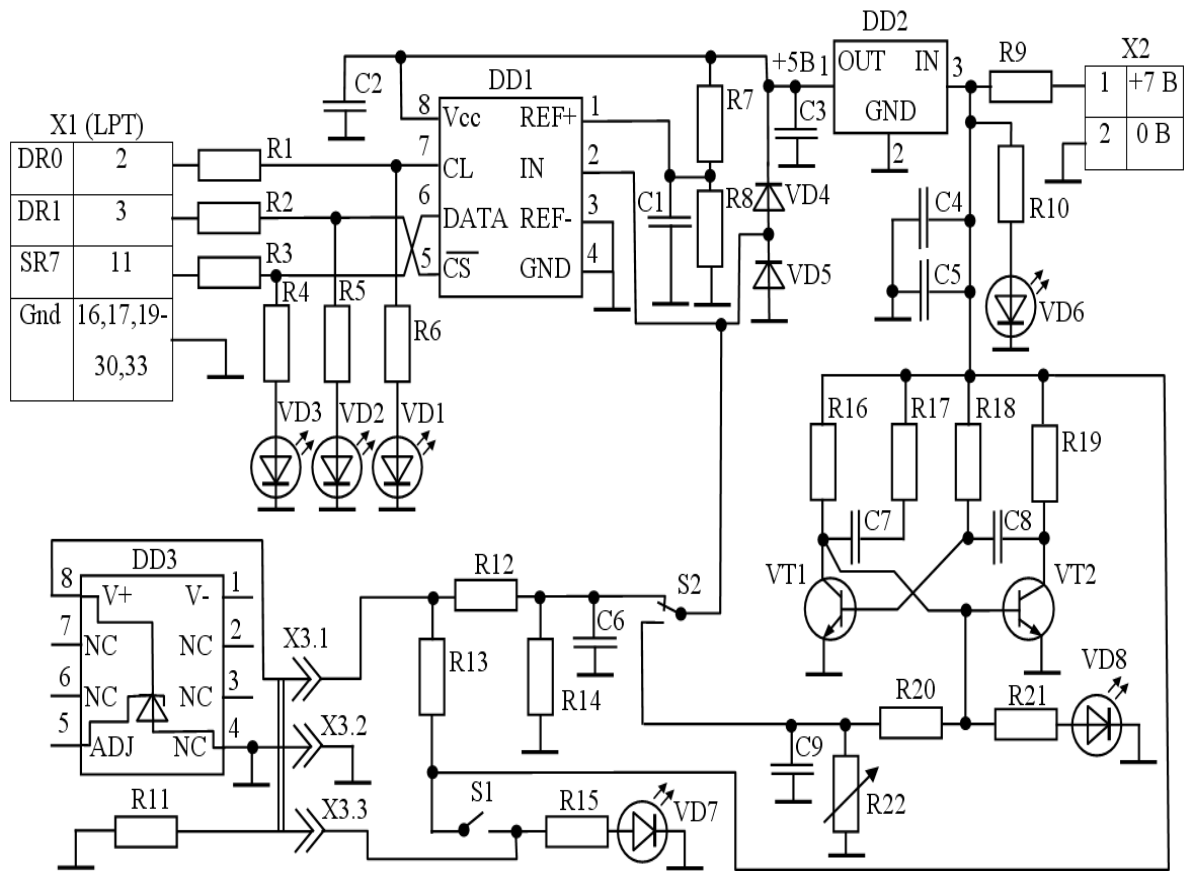 DD2
X2
+5В
1
OUT
IN
3
R9
1
+7 В
GND
2
0 В
2
C2
DD1
R7
C3
8
Vcc
REF+
1
X1 (LPT)
DR0
2
R1
7
CL
IN
2
DR1
3
R2
6
DATA
REF-
3
C1
R8
VD4
C4
R10
SR7
11
R3
5
CS
GND
4
VD5
C5
VD6
Gnd
16,17,19-
30,33
R4
R5
R6
VD3
VD2
VD1
R16
R17
R18
R19
C7
C8
DD3
8
V+
V-
1
R12
S2
VT1
VT2
7
NC
NC
2
X3.1
C6
6
NC
NC
3
R13
R14
VD8
5
ADJ
NC
4
X3.2
R20
R21
C9
R11
X3.3
S1
R15
VD7
R22